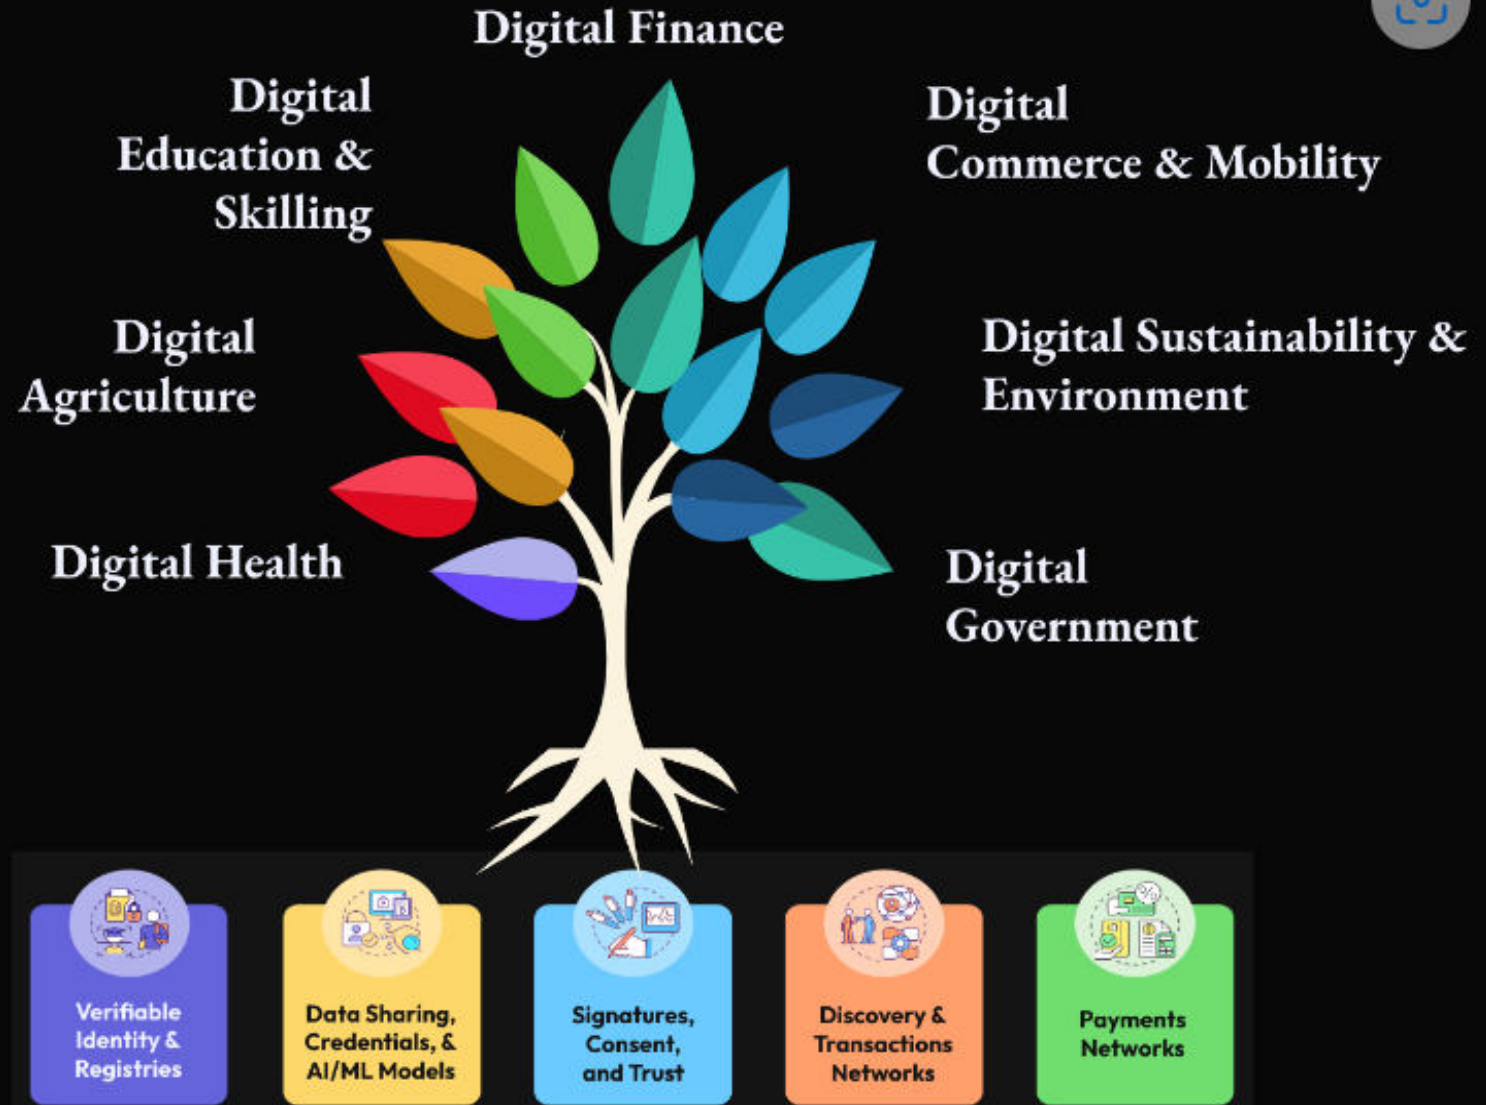 Digital Finance
Digital
Education &
Skilling
Digital
Commerce & Mobility
Digital
Agriculture
Digital Sustainability &
Environment
Digital Health
Digital
Government
Verifiable
Identity &
Registries
Data Sharing,
Credentials, &
AI/ML Models
Signatures,
Consent,
and Trust
Discovery &
Transactions
Networks
Payments
Networks